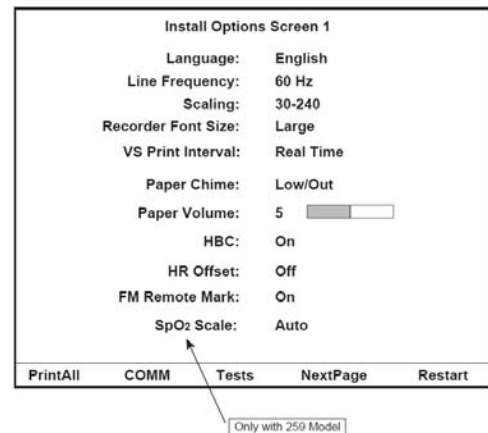 Install Options Screen 1
Language: English
Line Frequency: 60 Hz
Scaling: 30-240
Recorder Font Size: Large
VS Print Interval: Real Time
Paper Chime: Low/Out
Paper Volume: 5
HBC: On
HR Offset: Off
FM Remote Mark: On
SpO2 Scale: Auto
PrintAll COMM Tests NextPage Restart
Only with 259 Model